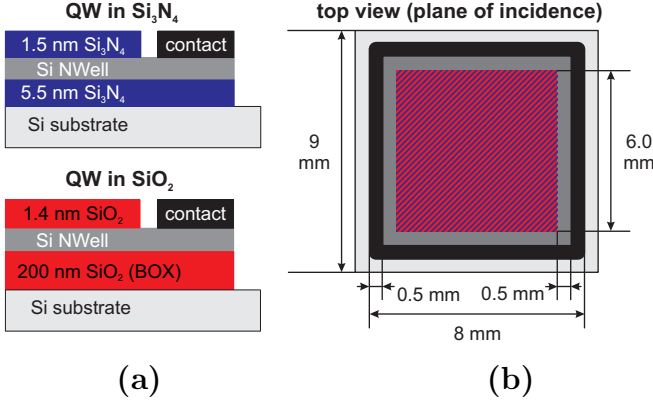 QW in Si₃N₄
1.5 nm Si₃N₄
contact
Si NWell
5.5 nm Si₃N₄
Si substrate
QW in SiO₂
1.4 nm SiO₂
contact
Si NWell
200 nm SiO₂ (BOX)
Si substrate
(a)
top view (plane of incidence)
9
mm
6.0
mm
0.5 mm
0.5 mm
8 mm
(b)